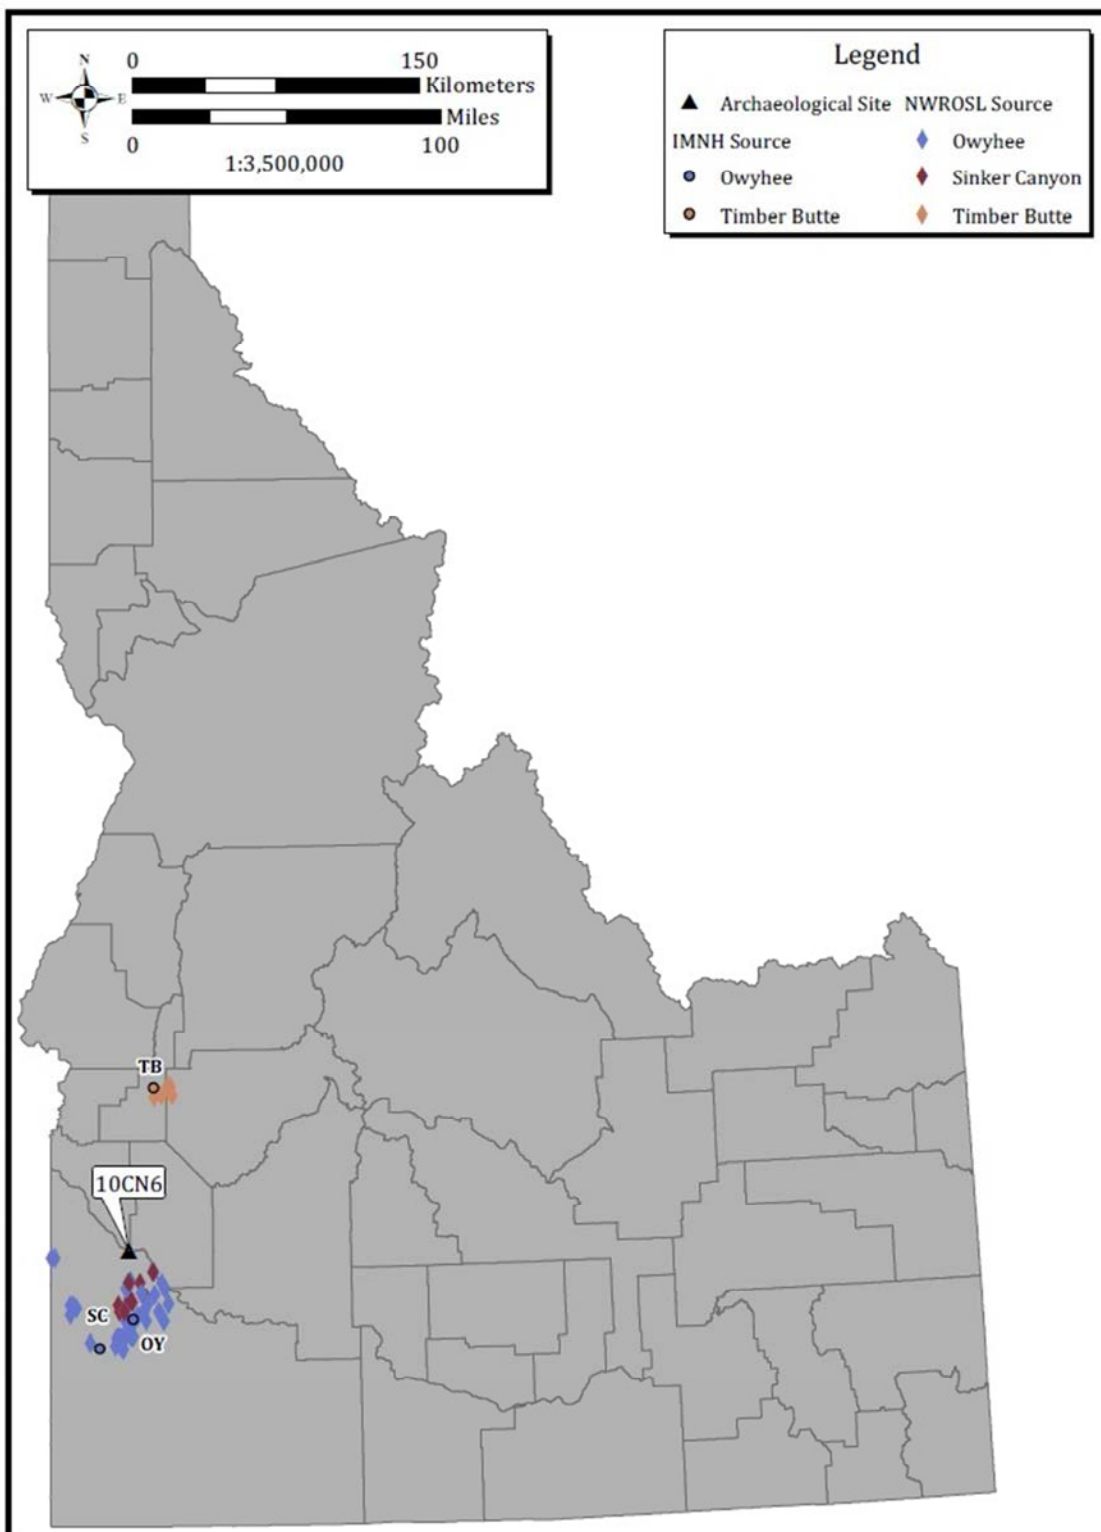 N
W E
S
0 150
Kilometers
Miles
0 100
1:3,500,000
Legend
Archaeological Site NWROSL Source
IMNH Source Owyhee
Owyhee Sinker Canyon
Timber Butte Timber Butte
TB
10CN6
SC
OY